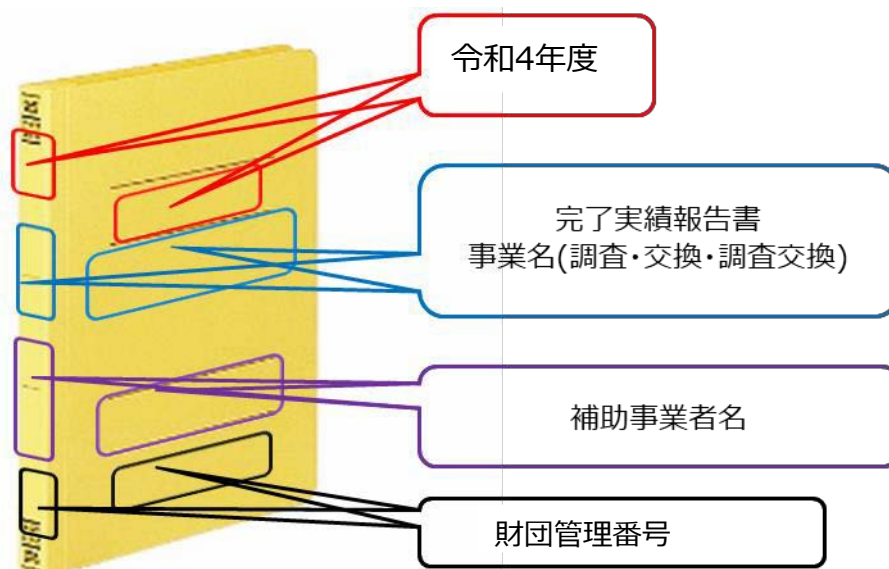 令和4年度
完了実績報告書
事業名(調査・交換・調査交換)
補助事業者名
財団管理番号